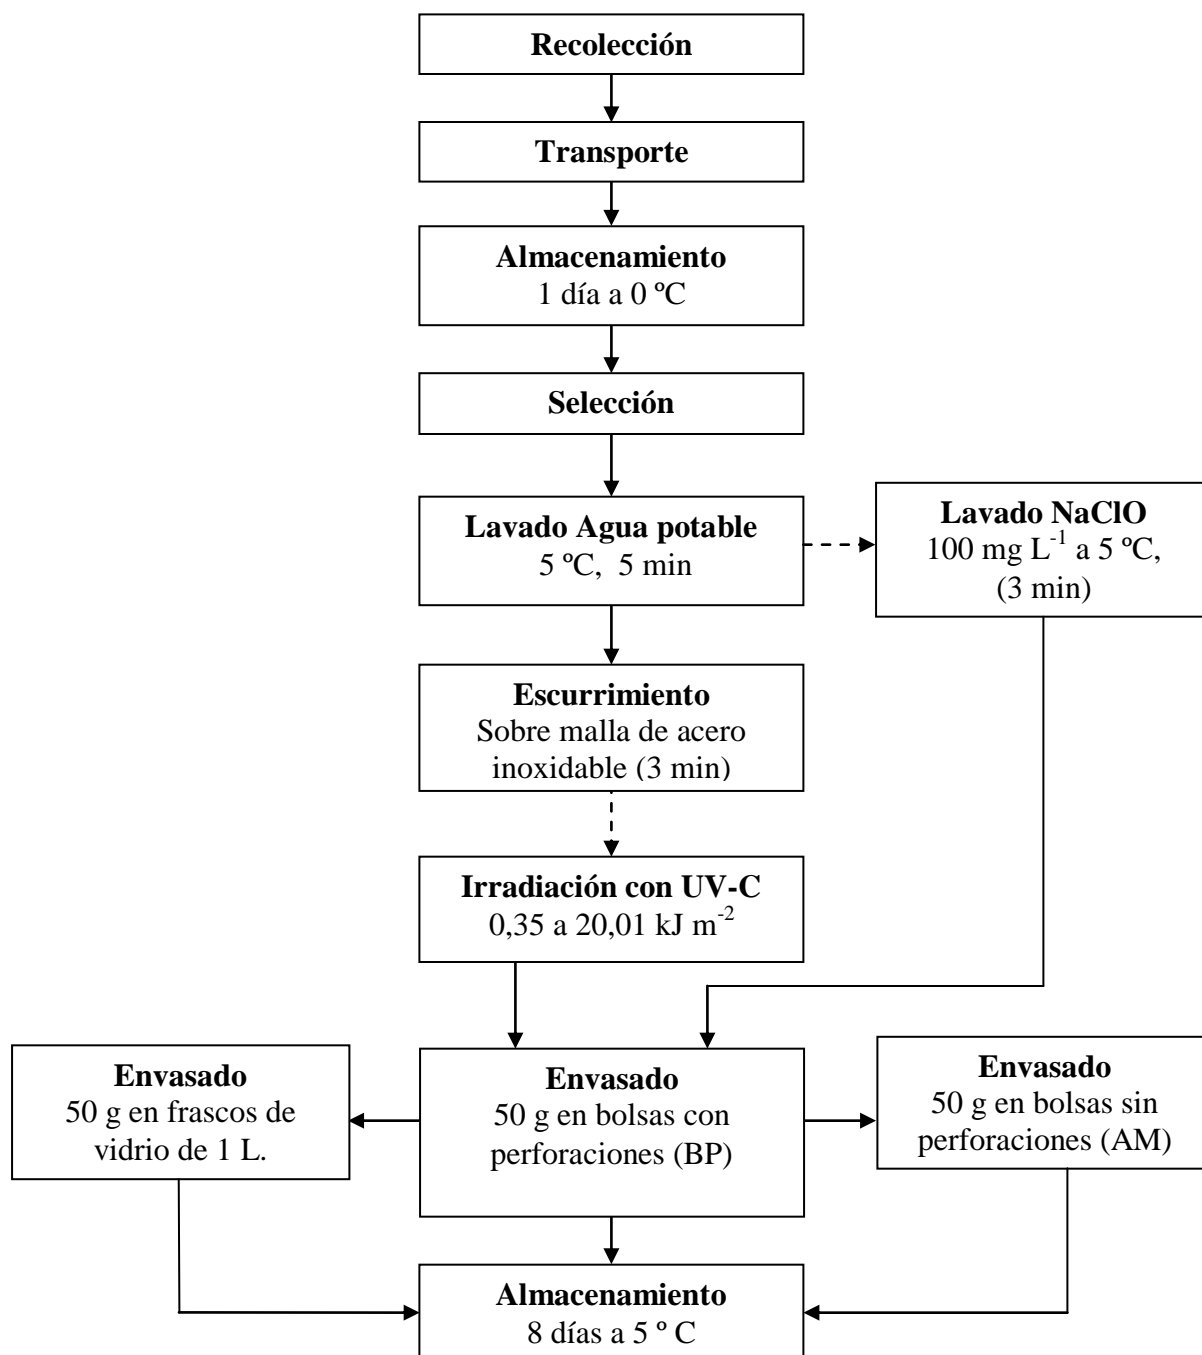 Recolección
Transporte
Almacenamiento
1 día a 0 ºC
Selección
Lavado Agua potable
5 ºC,  5 min
Lavado NaClO
100 mg L⁻¹ a 5 ºC,
(3 min)
Escurrimiento
Sobre malla de acero
inoxidable (3 min)
Irradiación con UV-C
0,35 a 20,01 kJ m⁻²
Envasado
50 g en frascos de
vidrio de 1 L.
Envasado
50 g en bolsas con
perforaciones (BP)
Envasado
50 g en bolsas sin
perforaciones (AM)
Almacenamiento
8 días a 5 º C